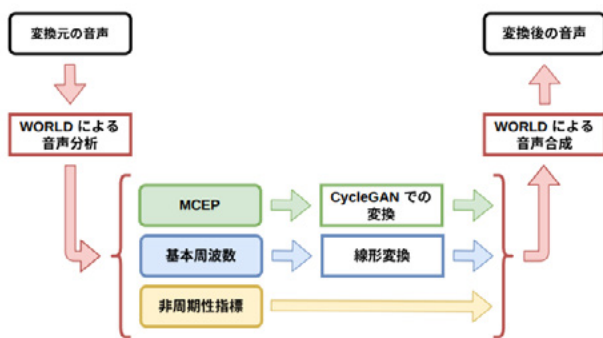 変換元の音声
変換後の音声
WORLD による
音声分析
WORLD による
音声合成
MCEP
CycleGAN での
変換
基本周波数
線形変換
非周期性指標